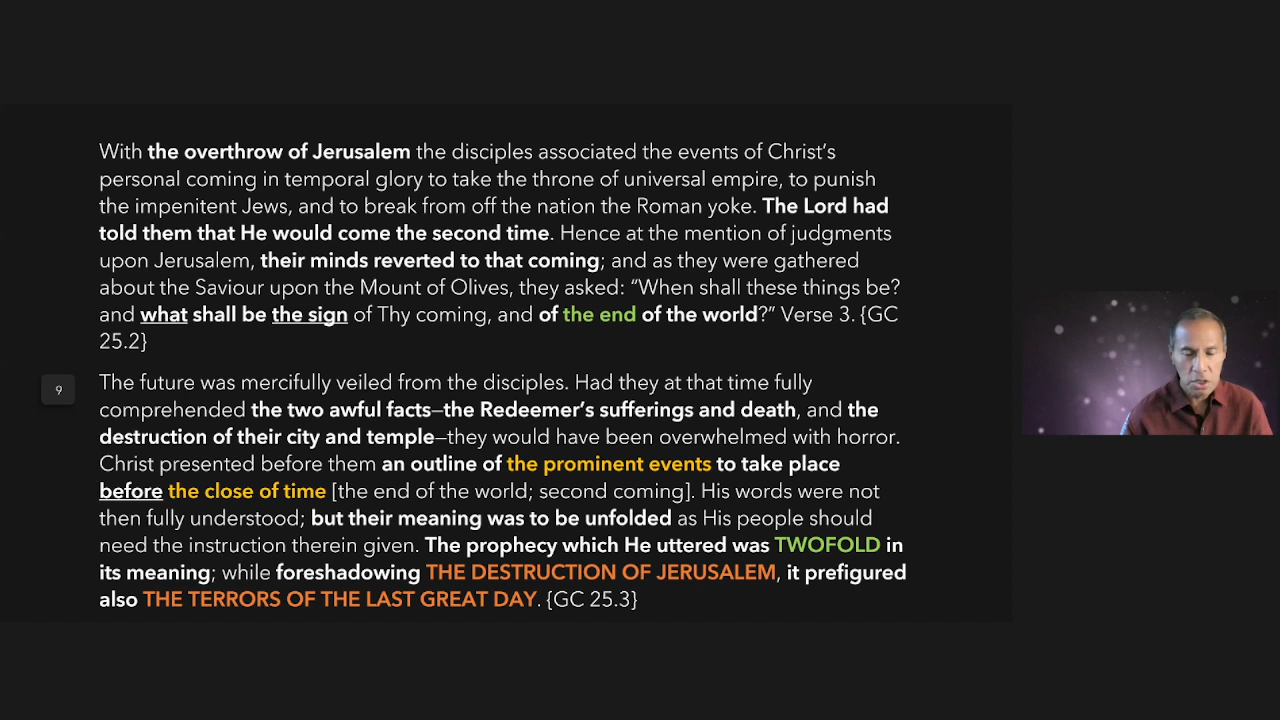 With the overthrow of Jerusalem the disciples associated the events of Christ’s
personal coming in temporal glory to take the throne of universal empire, to punish
the impenitent Jews, and to break from off the nation the Roman yoke. The Lord had
told them that He would come the second time. Hence at the mention of judgments
upon Jerusalem, their minds reverted to that coming; and as they were gathered
about the Saviour upon the Mount of Olives, they asked: “When shall these things be?
and what shall be the sign of Thy coming, and of the end of the world?” Verse 3. {GC
25.2}
9
The future was mercifully veiled from the disciples. Had they at that time fully
comprehended the two awful facts—the Redeemer’s sufferings and death, and the
destruction of their city and temple—they would have been overwhelmed with horror.
Christ presented before them an outline of the prominent events to take place
before the close of time [the end of the world; second coming]. His words were not
then fully understood; but their meaning was to be unfolded as His people should
need the instruction therein given. The prophecy which He uttered was TWOFOLD in
its meaning; while foreshadowing THE DESTRUCTION OF JERUSALEM, it prefigured
also THE TERRORS OF THE LAST GREAT DAY. {GC 25.3}